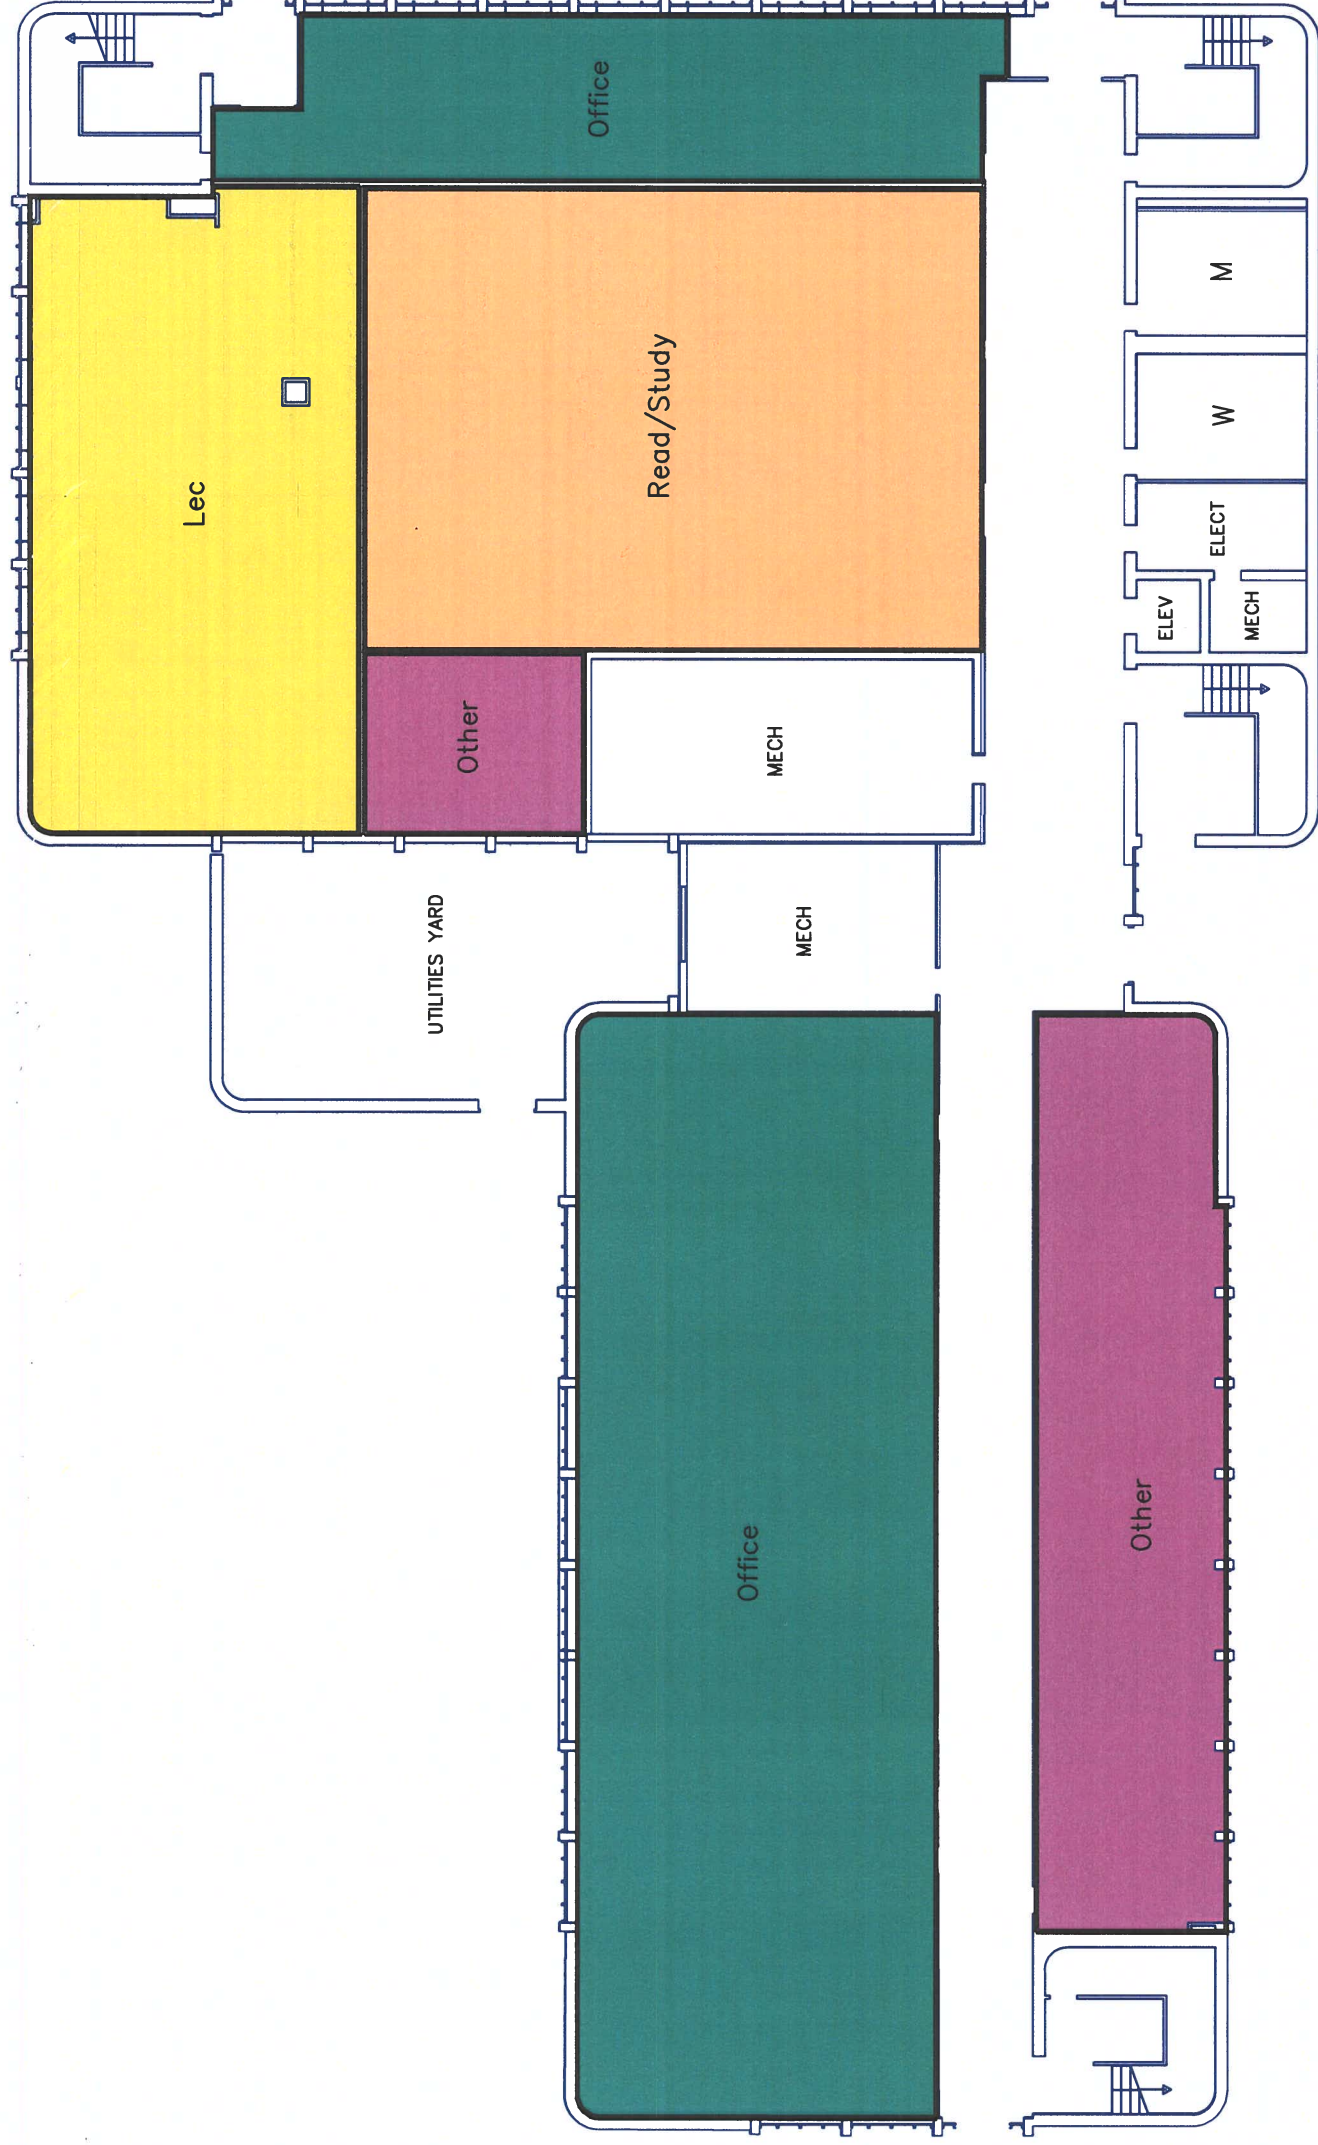 Office
Lec
Read/Study
M
W
ELECT
ELEV
MECH
Other
MECH
UTILITIES YARD
MECH
Office
Other